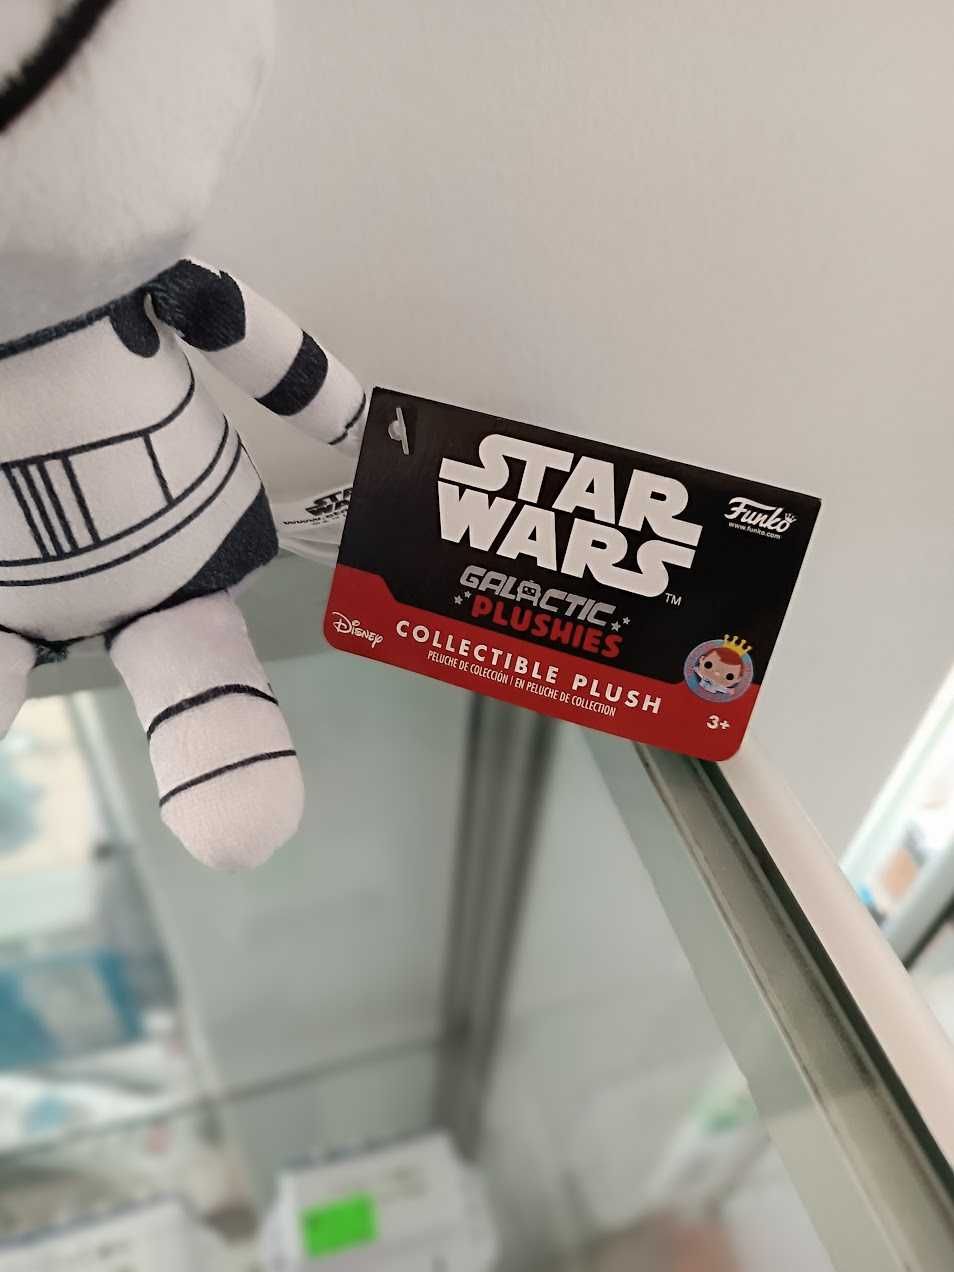 STAR
WARS
TM
Funko
www.funko.com
GALACTIC
PLUSHIES
Disney
COLLECTIBLE PLUSH
PELUCHE DE COLECCIÓN | EN PELUCHE DE COLLECTION
3+